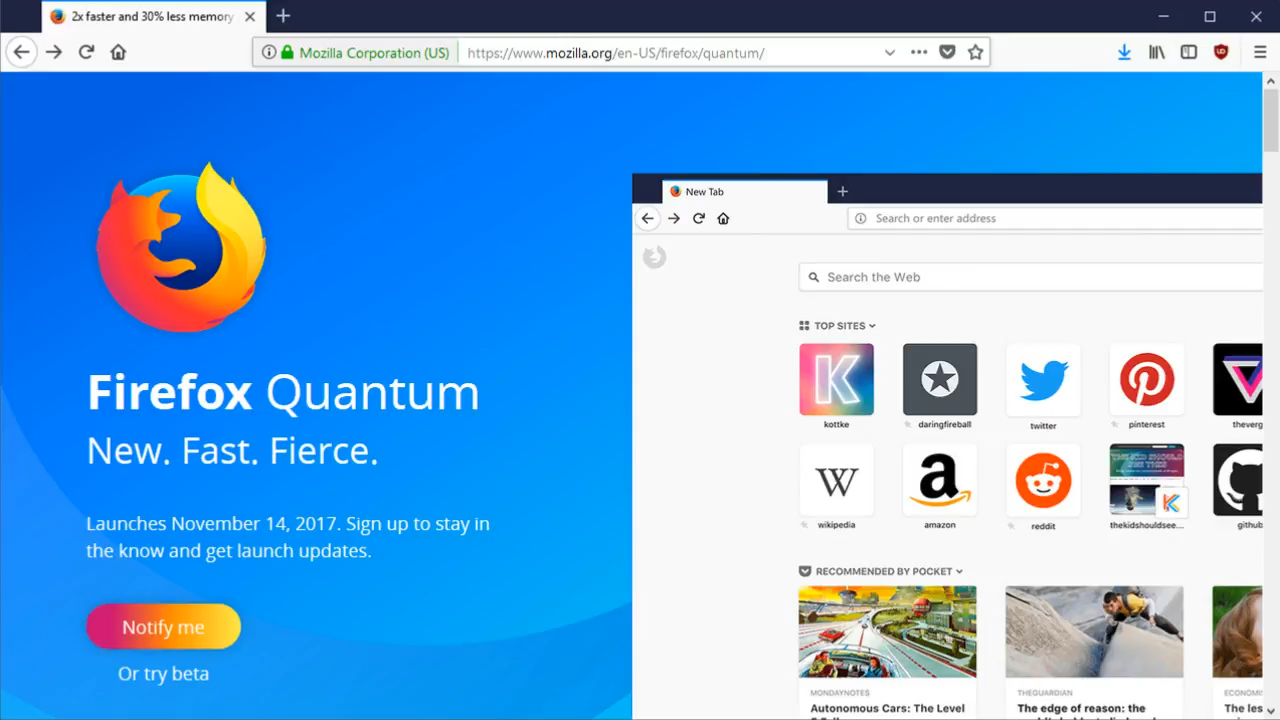 2x faster and 30% less memory
Mozilla Corporation (US)
https://www.mozilla.org/en-US/firefox/quantum/
Firefox Quantum
New. Fast. Fierce.
Launches November 14, 2017. Sign up to stay in
the know and get launch updates.
Notify me
Or try beta
New Tab
Search or enter address
Search the Web
TOP SITES
K
kottke
daringfireball
twitter
pinterest
theverg
W
wikipedia
a
amazon
reddit
K
thekidshouldsee...
github
RECOMMENDED BY POCKET
MONDAYNOTES
Autonomous Cars: The Level
THEGUARDIAN
The edge of reason: the
ECONOMI
The les